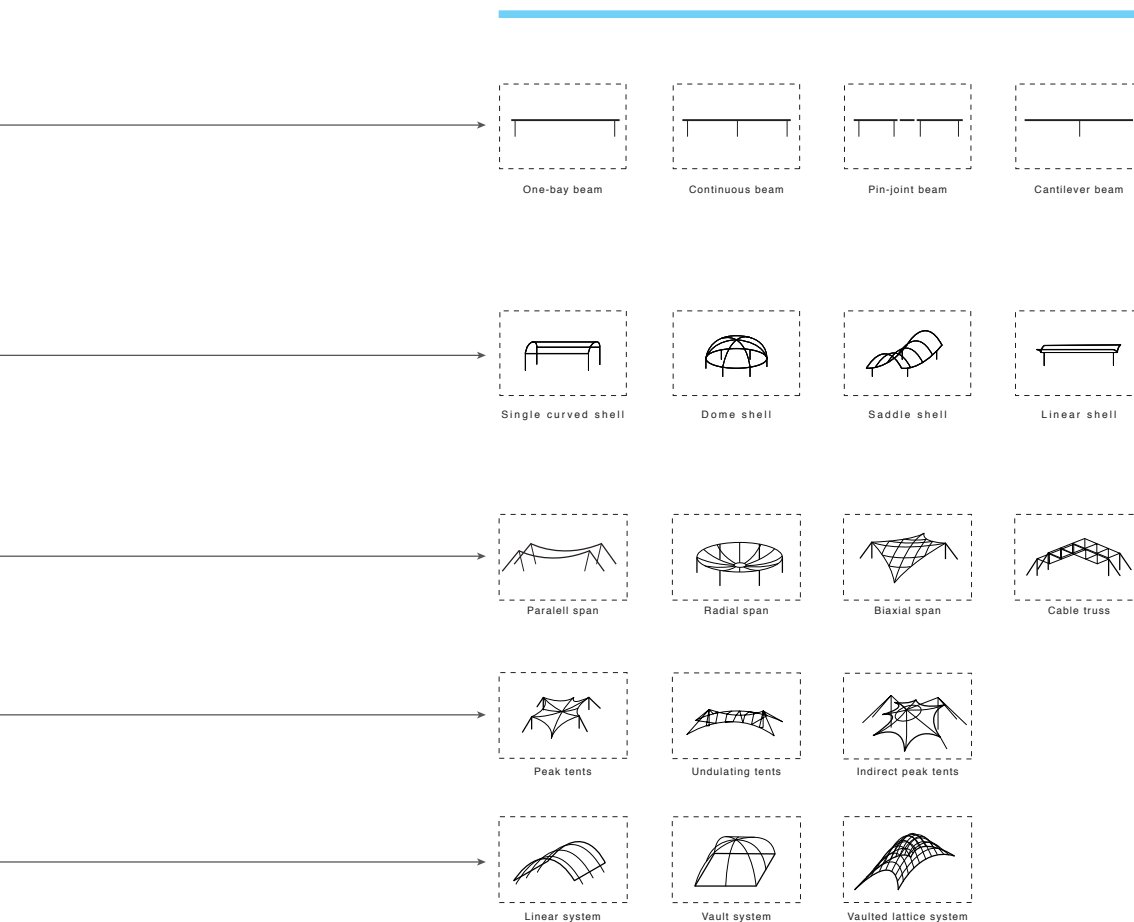 One-bay beam
Continuous beam
Pin-joint beam
Cantilever beam
Single curved shell
Dome shell
Saddle shell
Linear shell
Paralell span
Radial span
Biaxial span
Cable truss
Peak tents
Undulating tents
Indirect peak tents
Linear system
Vault system
Vaulted lattice system